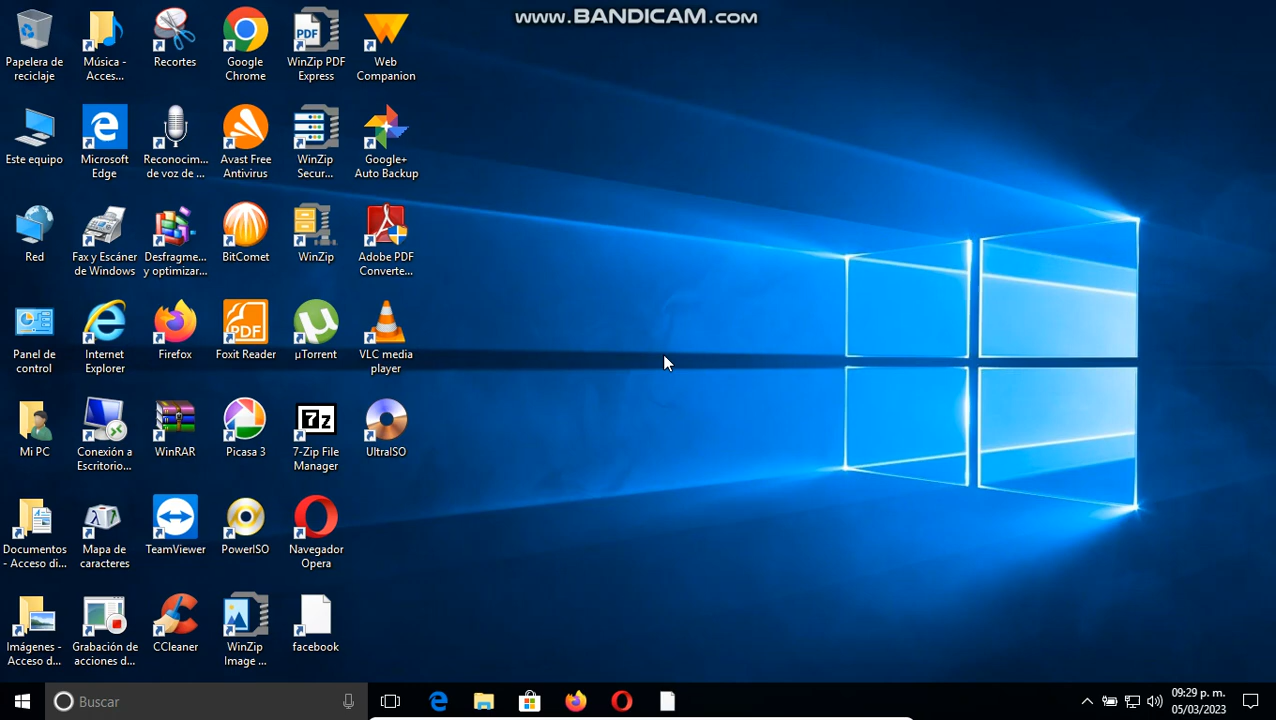 www.BANDICAM.com
Papelera de
reciclaje
Música -
Acces...
Recortes
Google
Chrome
PDF
WinZip PDF
Express
Web
Companion
Este equipo
Microsoft
Edge
Reconocim...
de voz de ...
Avast Free
Antivirus
WinZip
Secur...
Google+
Auto Backup
Red
Fax y Escáner
de Windows
Desfragme...
y optimizar...
BitComet
WinZip
Adobe PDF
Converte...
Panel de
control
Internet
Explorer
Firefox
PDF
Foxit Reader
µTorrent
VLC media
player
Mi PC
Conexión a
Escritorio...
WinRAR
Picasa 3
7z
7-Zip File
Manager
UltraISO
Documentos
- Acceso di...
Mapa de
caracteres
TeamViewer
PowerISO
Navegador
Opera
Imágenes -
Acceso d...
Grabación de
acciones d...
CCleaner
WinZip
Image ...
facebook
Buscar
09:29 p. m.
05/03/2023